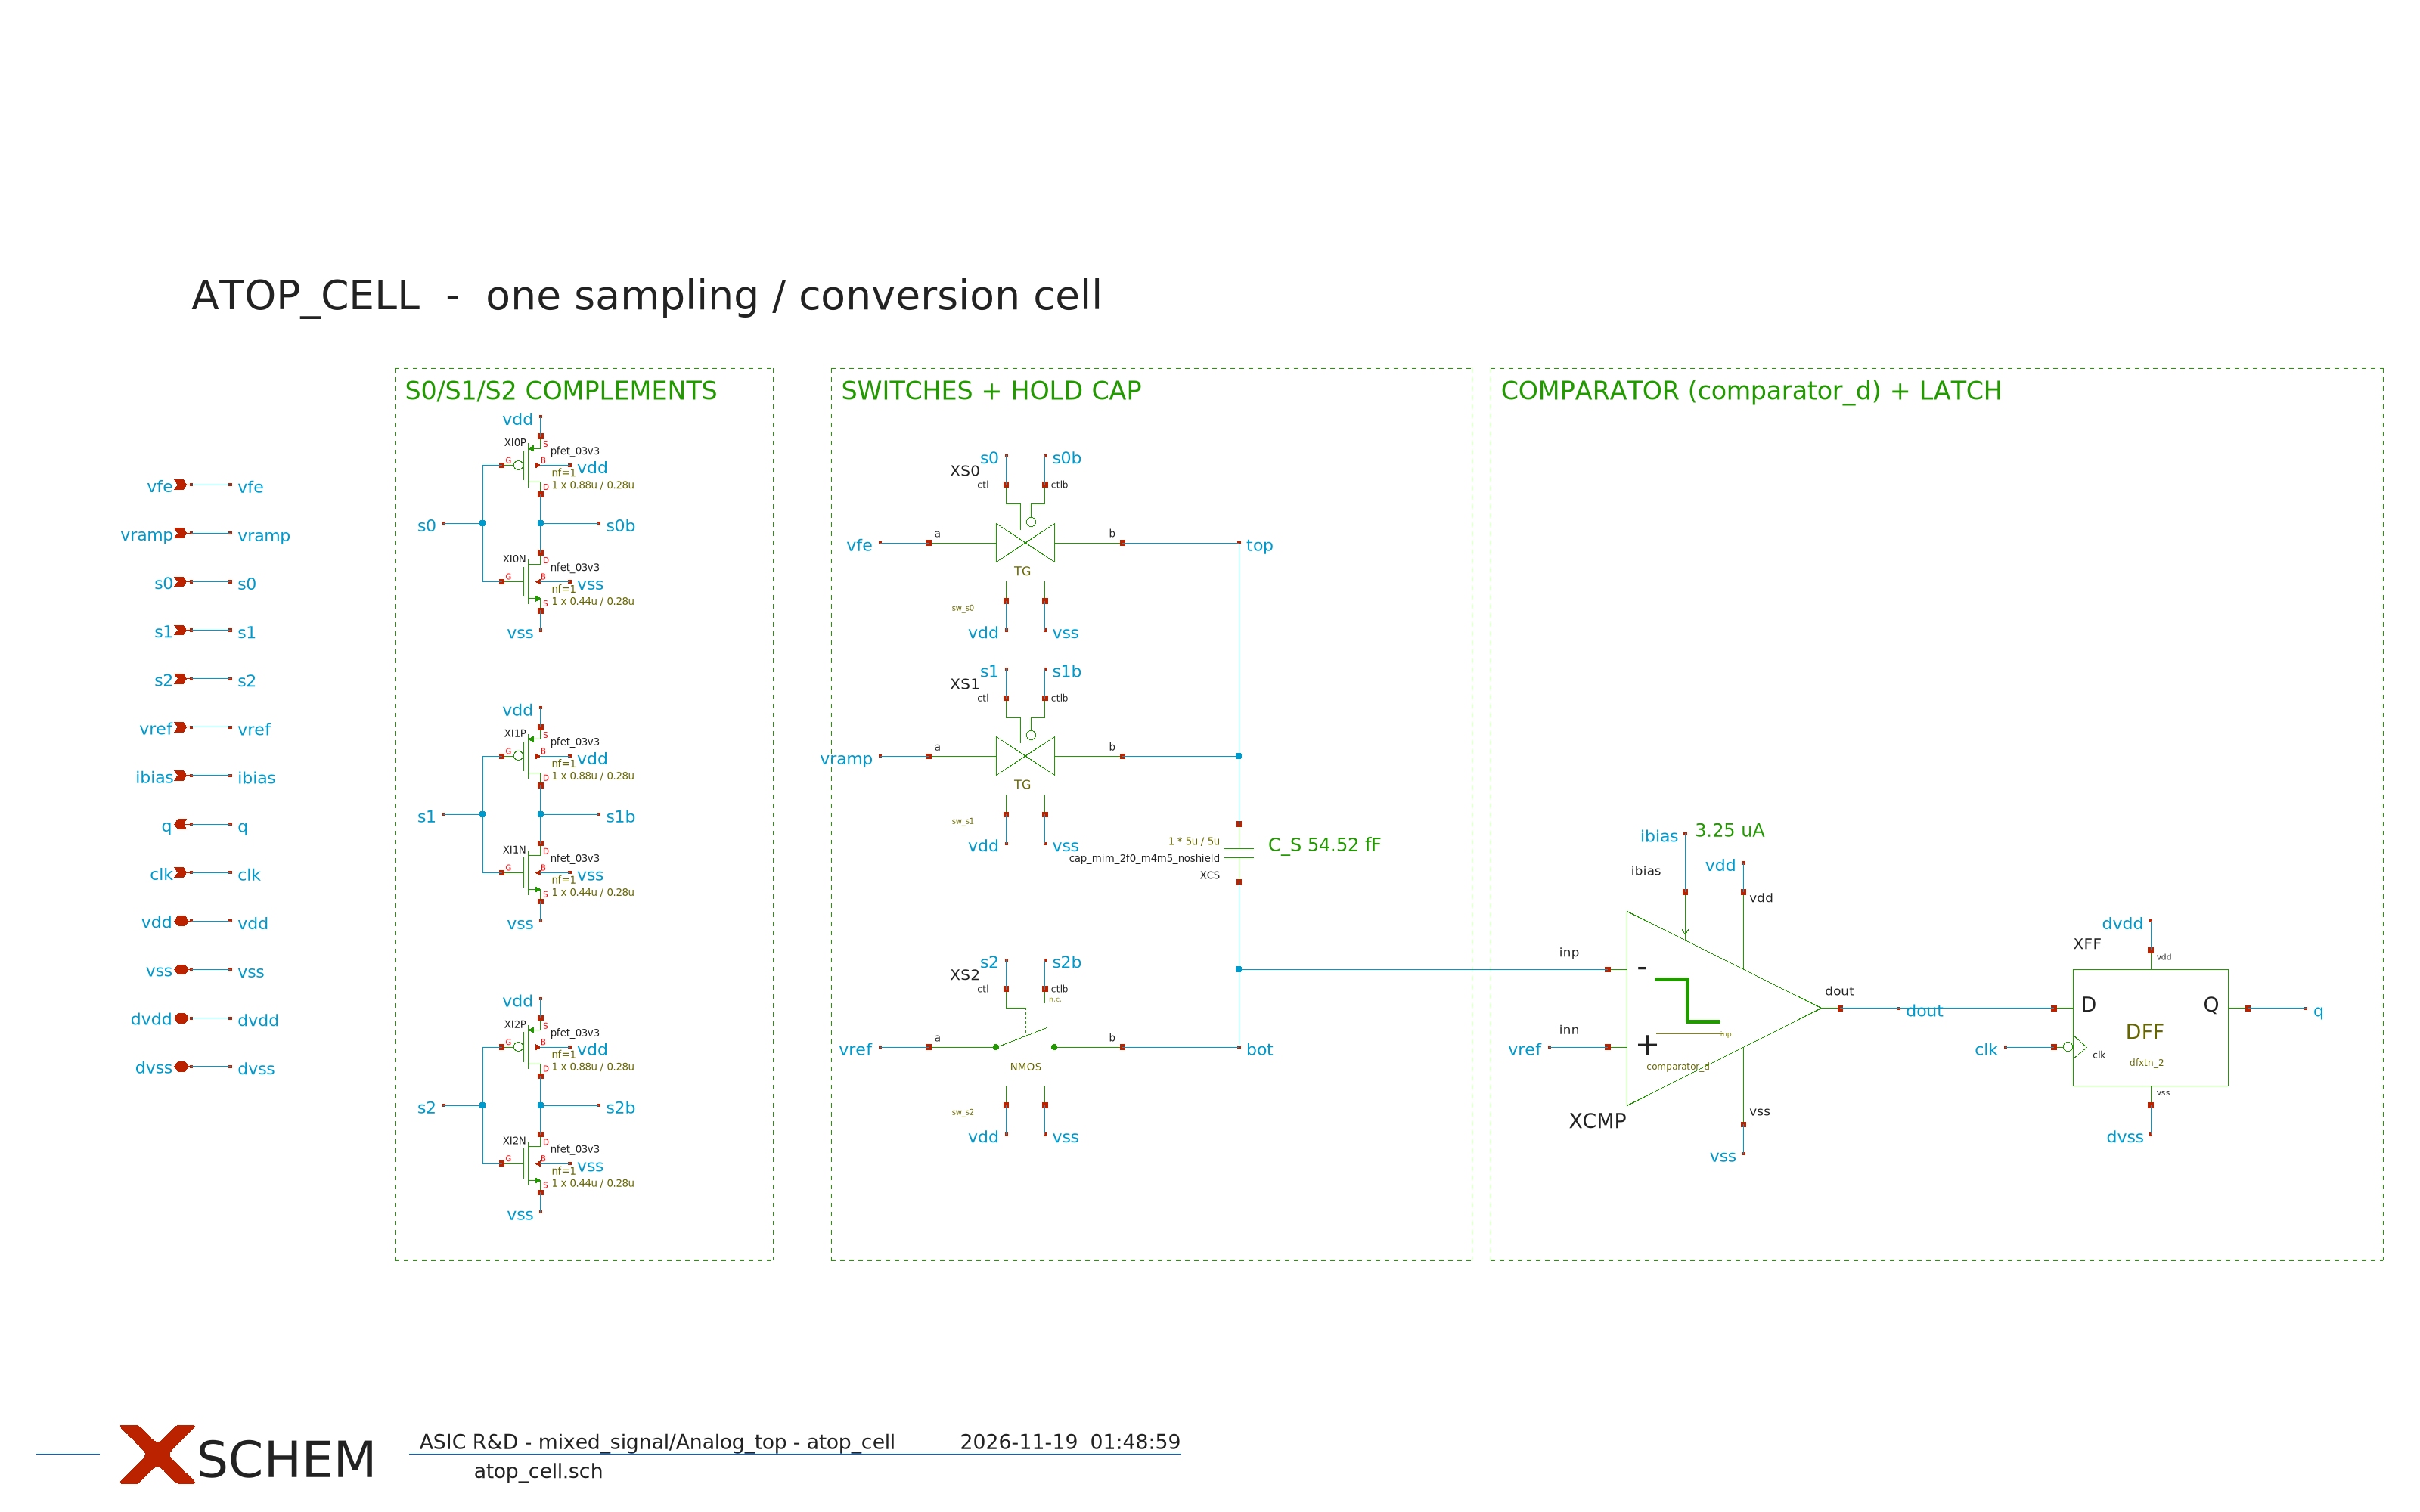 ATOP_CELL - one sampling / conversion cell
vfe vfe
vramp vramp
s0 s0
s1 s1
s2 s2
vref vref
ibias ibias
q q
clk clk
vdd vdd
vss vss
dvdd dvdd
dvss dvss
S0/S1/S2 COMPLEMENTS
vdd
XI0P
S
pfet_03v3
G
B
vdd
nf=1
D
1 x 0.88u / 0.28u
s0
s0b
XI0N
D
nfet_03v3
G
B
vss
nf=1
S
1 x 0.44u / 0.28u
vss
vdd
XI1P
S
pfet_03v3
G
B
vdd
nf=1
D
1 x 0.88u / 0.28u
s1
s1b
XI1N
D
nfet_03v3
G
B
vss
nf=1
S
1 x 0.44u / 0.28u
vss
vdd
XI2P
S
pfet_03v3
G
B
vdd
nf=1
D
1 x 0.88u / 0.28u
s2
s2b
XI2N
D
nfet_03v3
G
B
vss
nf=1
S
1 x 0.44u / 0.28u
vss
SWITCHES + HOLD CAP
s0 s0b
XS0
ctl ctlb
a b
vfe top
TG
sw_s0
vdd vss
s1 s1b
XS1
ctl ctlb
a b
vramp
TG
sw_s1
vdd vss
1 * 5u / 5u
C_S 54.52 fF
cap_mim_2f0_m4m5_noshield
XCS
s2 s2b
XS2
ctl ctlb
n.c.
a b
vref bot
NMOS
sw_s2
vdd vss
COMPARATOR (comparator_d) + LATCH
ibias 3.25 uA
vdd
ibias
vdd
inp
-
dout
dout
inn
inp
+
vref
comparator_d
vss
XCMP
vss
dvdd
XFF
vdd
D Q
q
DFF
clk
clk
dfxtn_2
vss
dvss
XSCHEM
ASIC R&D - mixed_signal/Analog_top - atop_cell 2026-11-19 01:48:59
atop_cell.sch